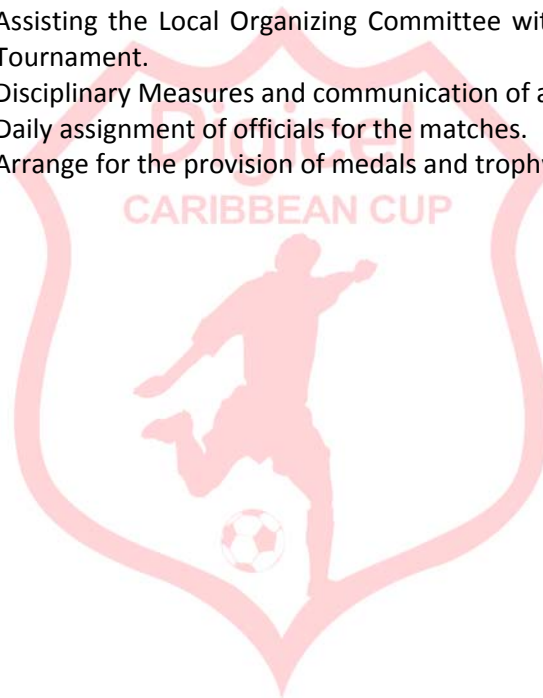 Assisting the Local Organizing Committee wit
Tournament.
Disciplinary Measures and communication of a
Daily assignment of officials for the matches.
Arrange for the provision of medals and trophy
Digicel
CARIBBEAN CUP